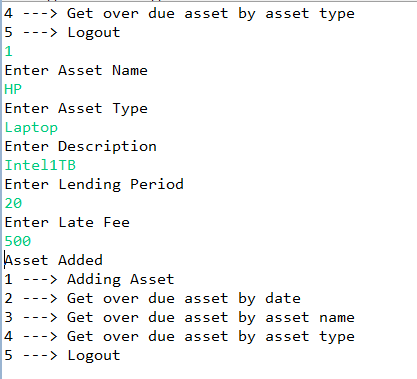 4 ---> Get over due asset by asset type
5 ---> Logout
1
Enter Asset Name
HP
Enter Asset Type
Laptop
Enter Description
Intel1TB
Enter Lending Period
20
Enter Late Fee
500
Asset Added
1 ---> Adding Asset
2 ---> Get over due asset by date
3 ---> Get over due asset by asset name
4 ---> Get over due asset by asset type
5 ---> Logout